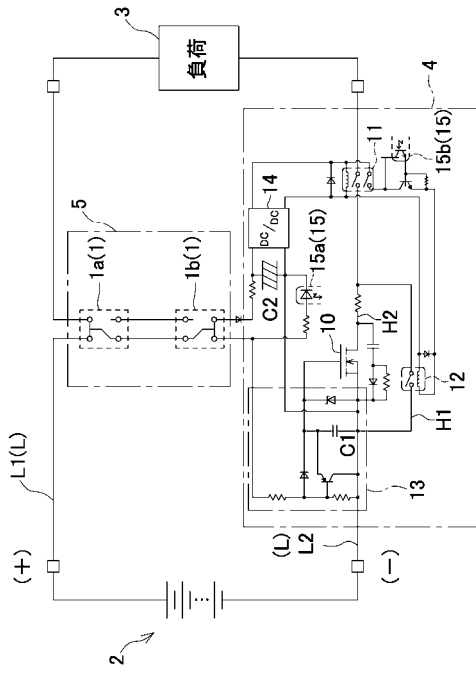 3
負荷
4
5
1a(1)
1b(1)
14
DC/DC
15a(15)
11
15b(15)
C2
10
H2
12
H1
C1
13
L1(L)
(L)
L2
(+)
(−)
2